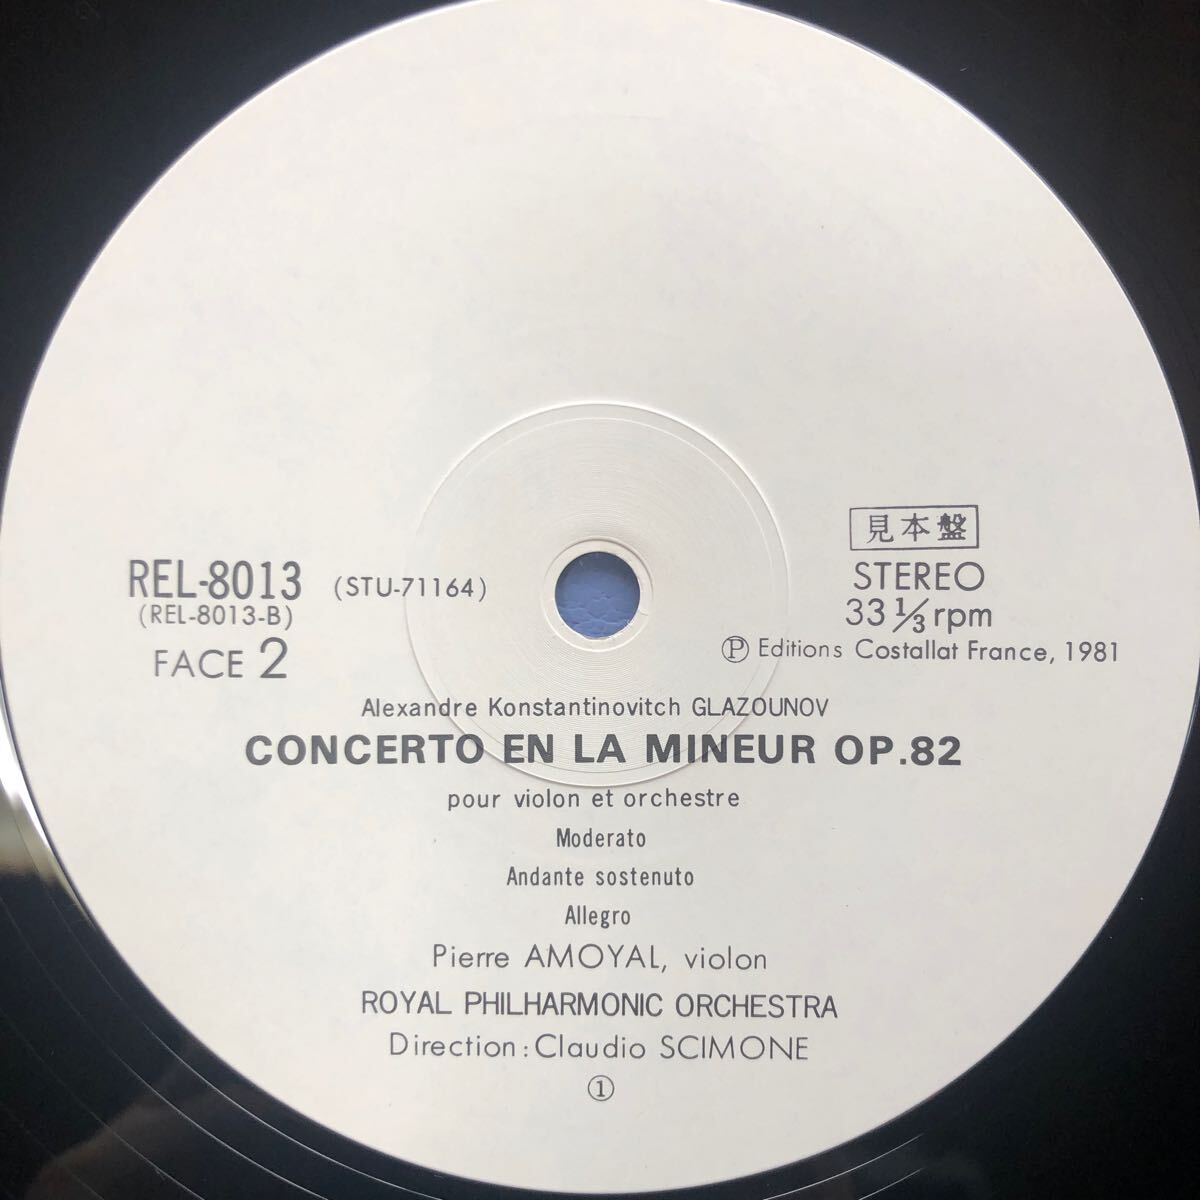 見本盤
REL-8013 (STU-71164) STEREO
(REL-8013-B) 33 1/3 rpm
FACE 2 Ⓟ Editions Costallat France, 1981
Alexandre Konstantinovitch GLAZOUNOV
CONCERTO EN LA MINEUR OP.82
pour violon et orchestre
Moderato
Andante sostenuto
Allegro
Pierre AMOYAL, violon
ROYAL PHILHARMONIC ORCHESTRA
Direction : Claudio SCIMONE
①